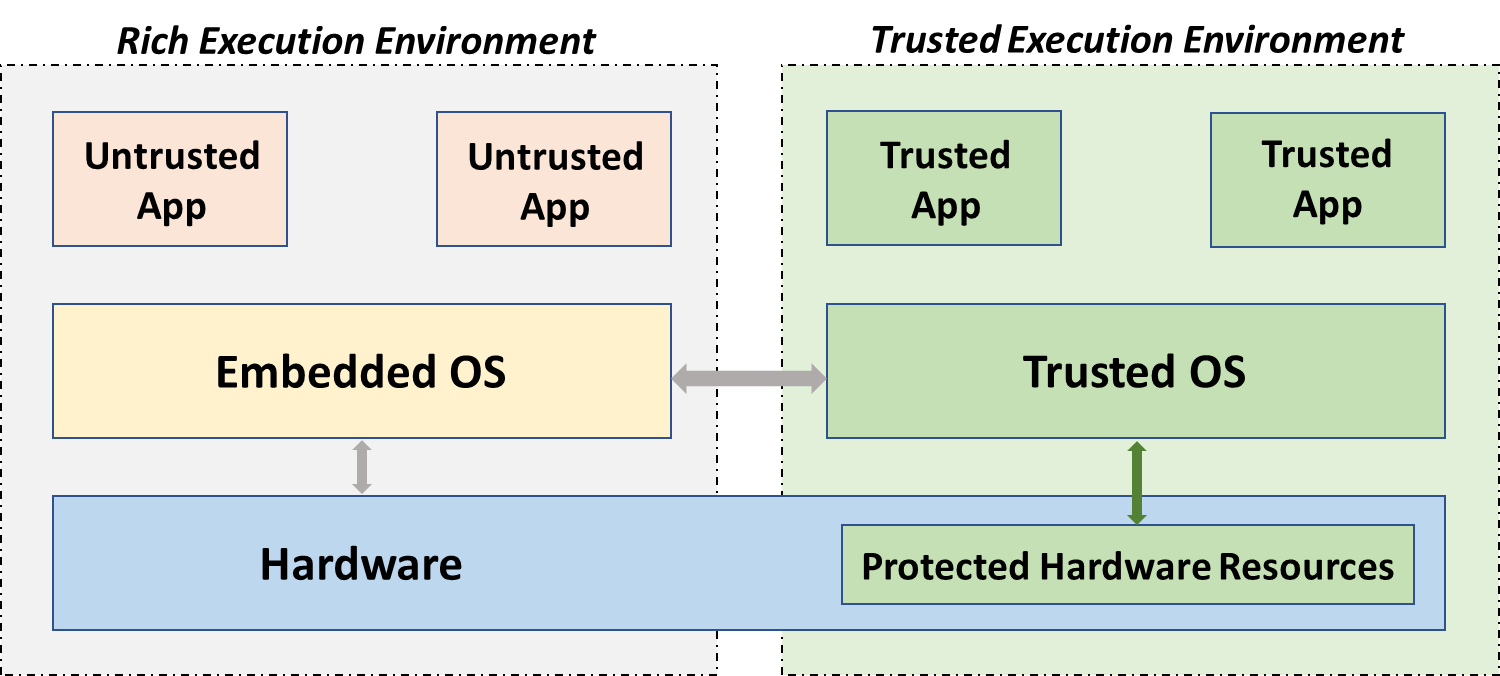 Rich Execution Environment
Trusted Execution Environment
Untrusted
App
Untrusted
App
Trusted
App
Trusted
App
Embedded OS
Trusted OS
Hardware
Protected Hardware Resources